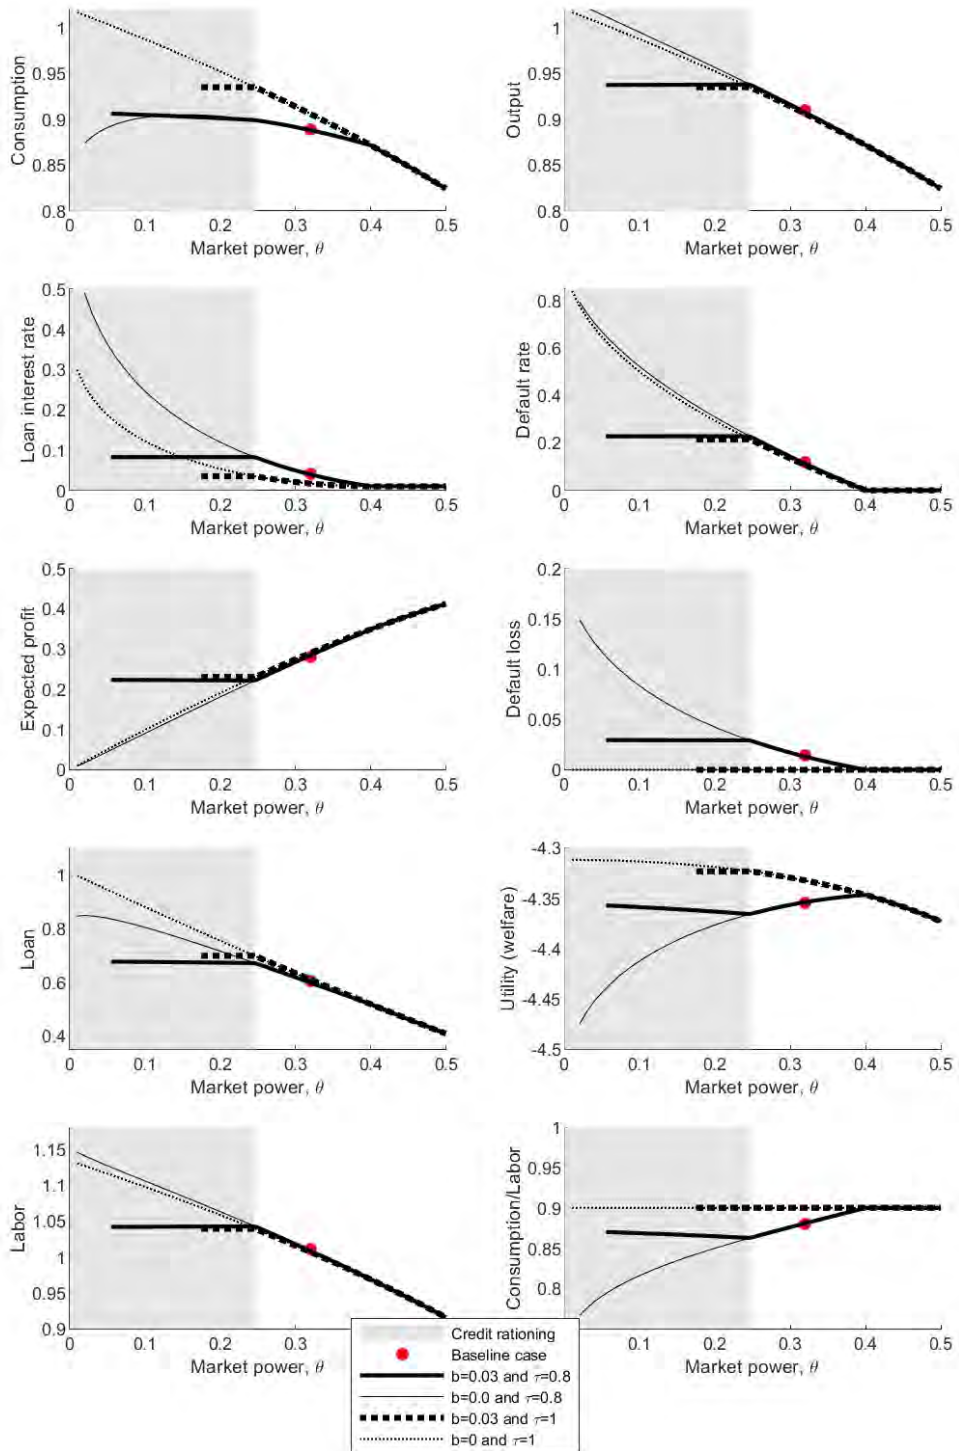 Consumption
1
0.95
0.9
0.85
0.8
0 0.1 0.2 0.3 0.4 0.5
Market power, θ
Output
1
0.95
0.9
0.85
0.8
0 0.1 0.2 0.3 0.4 0.5
Market power, θ
Loan interest rate
0.5
0.4
0.3
0.2
0.1
0
0 0.1 0.2 0.3 0.4 0.5
Market power, θ
Default rate
0.8
0.6
0.4
0.2
0
0 0.1 0.2 0.3 0.4 0.5
Market power, θ
Expected profit
0.5
0.4
0.3
0.2
0.1
0
0 0.1 0.2 0.3 0.4 0.5
Market power, θ
Default loss
0.2
0.15
0.1
0.05
0
0 0.1 0.2 0.3 0.4 0.5
Market power, θ
Loan
1
0.8
0.6
0.4
0 0.1 0.2 0.3 0.4 0.5
Market power, θ
Utility (welfare)
-4.3
-4.35
-4.4
-4.45
-4.5
0 0.1 0.2 0.3 0.4 0.5
Market power, θ
Labor
1.15
1.1
1.05
1
0.95
0.9
0 0.1 0.2 0.3
Market power, θ
Consumption/Labor
1
0.95
0.9
0.85
0.8
0.1 0.2 0.3 0.4 0.5
Market power, θ
Credit rationing
Baseline case
b=0.03 and τ=0.8
b=0.0 and τ=0.8
b=0.03 and τ=1
b=0 and τ=1